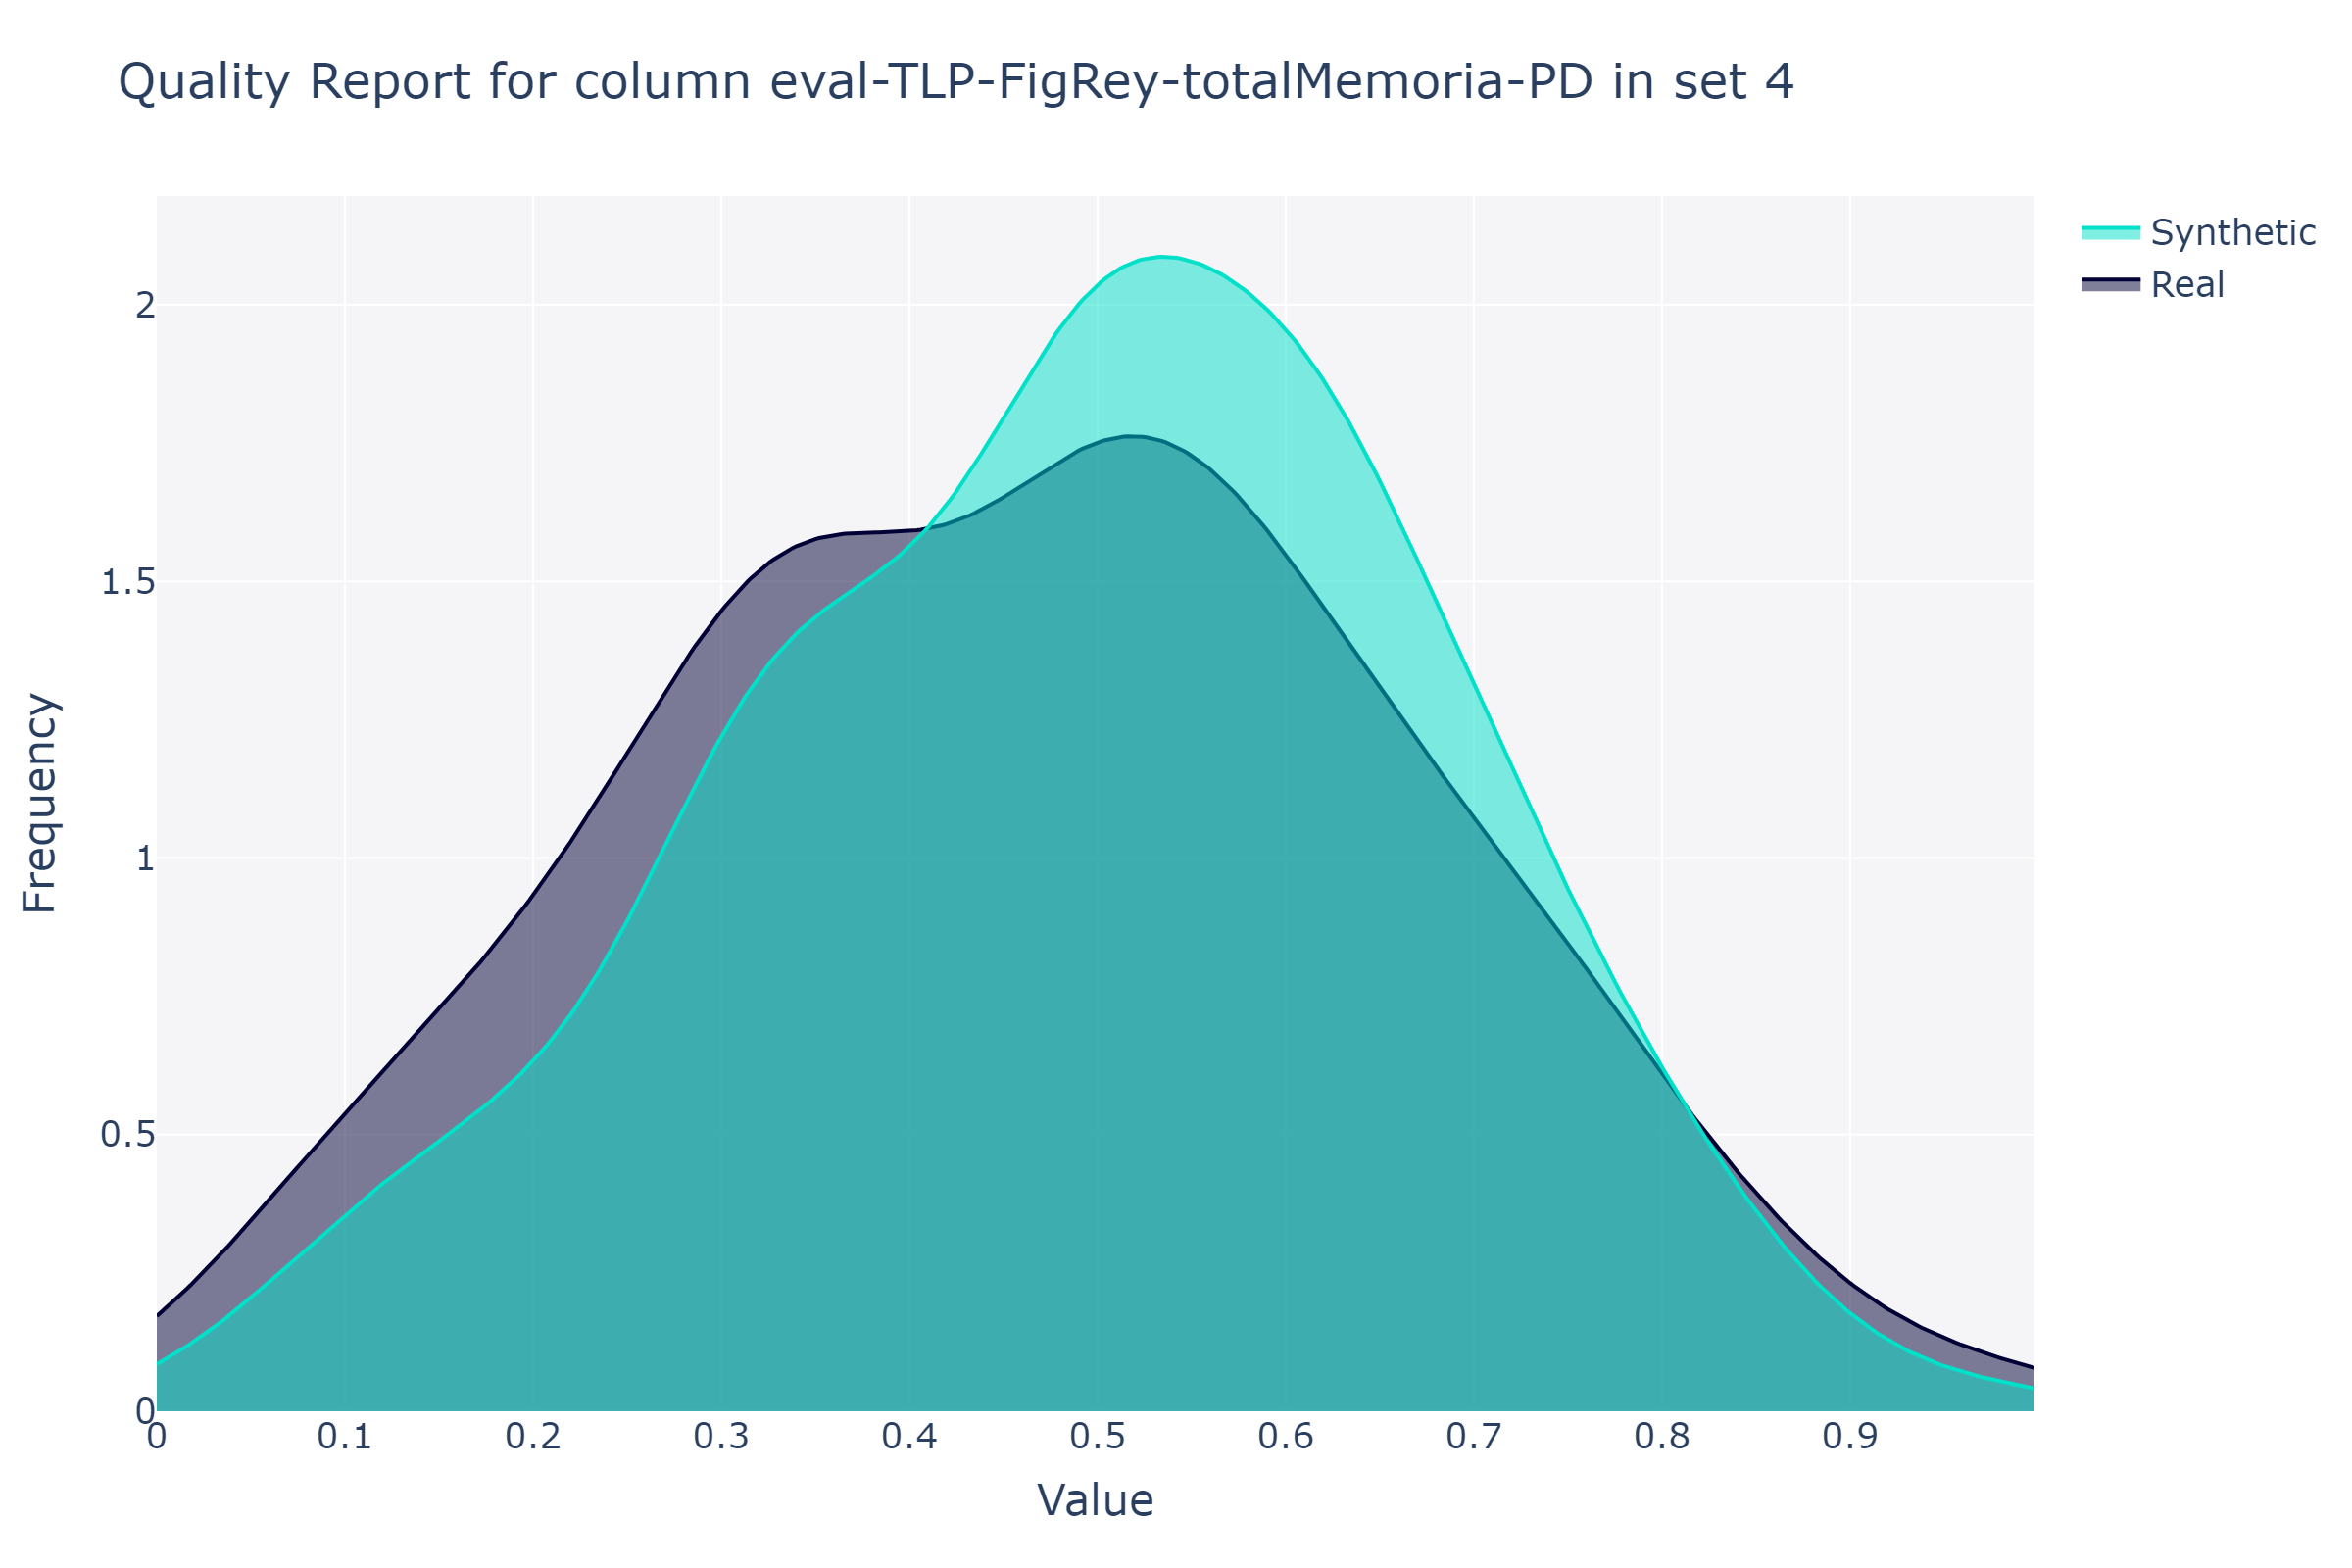 Quality Report for column eval-TLP-FigRey-totalMemoria-PD in set 4
Synthetic
Real
Frequency
2
1.5
1
0.5
0
0 0.1 0.2 0.3 0.4 0.5 0.6 0.7 0.8 0.9
Value